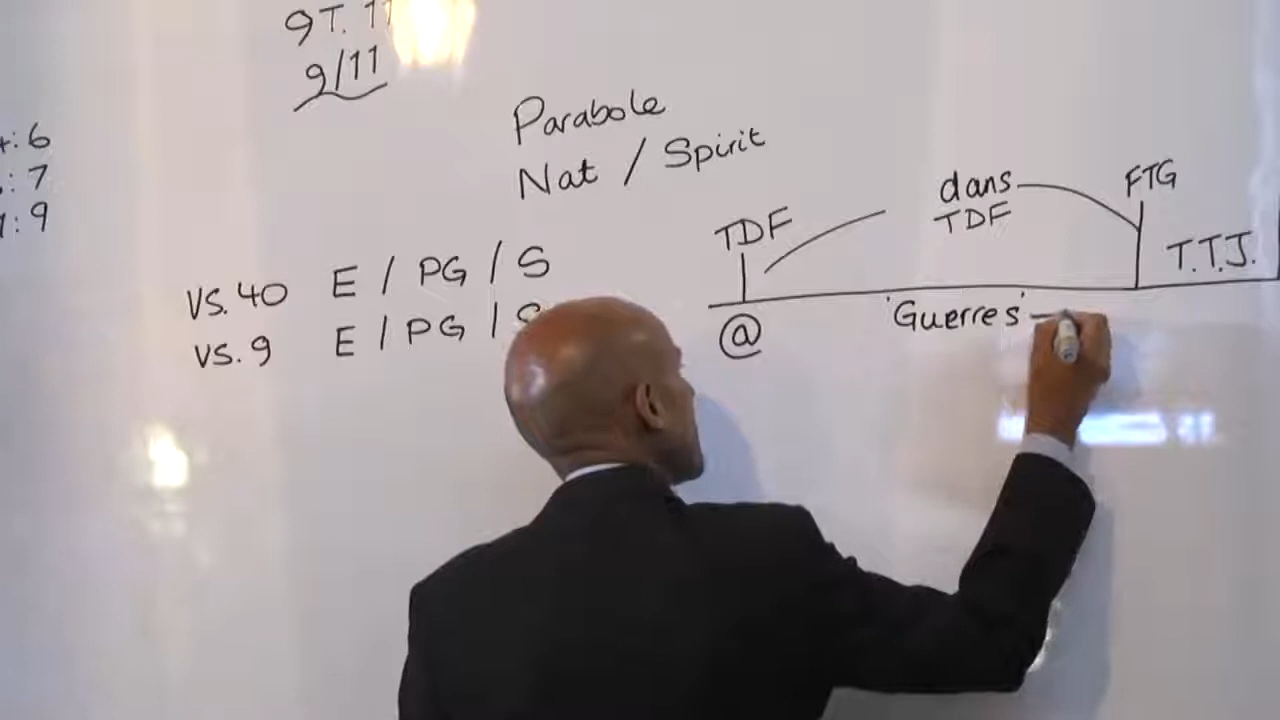 9T. 11
9/11
: 6
: 7
: 9
Parabole
Nat / Spirit
VS. 40 E / PG / S
VS. 9 E / PG / S
TDF
dans
TDF
FTG
T.T.J.
@
'Guerres'